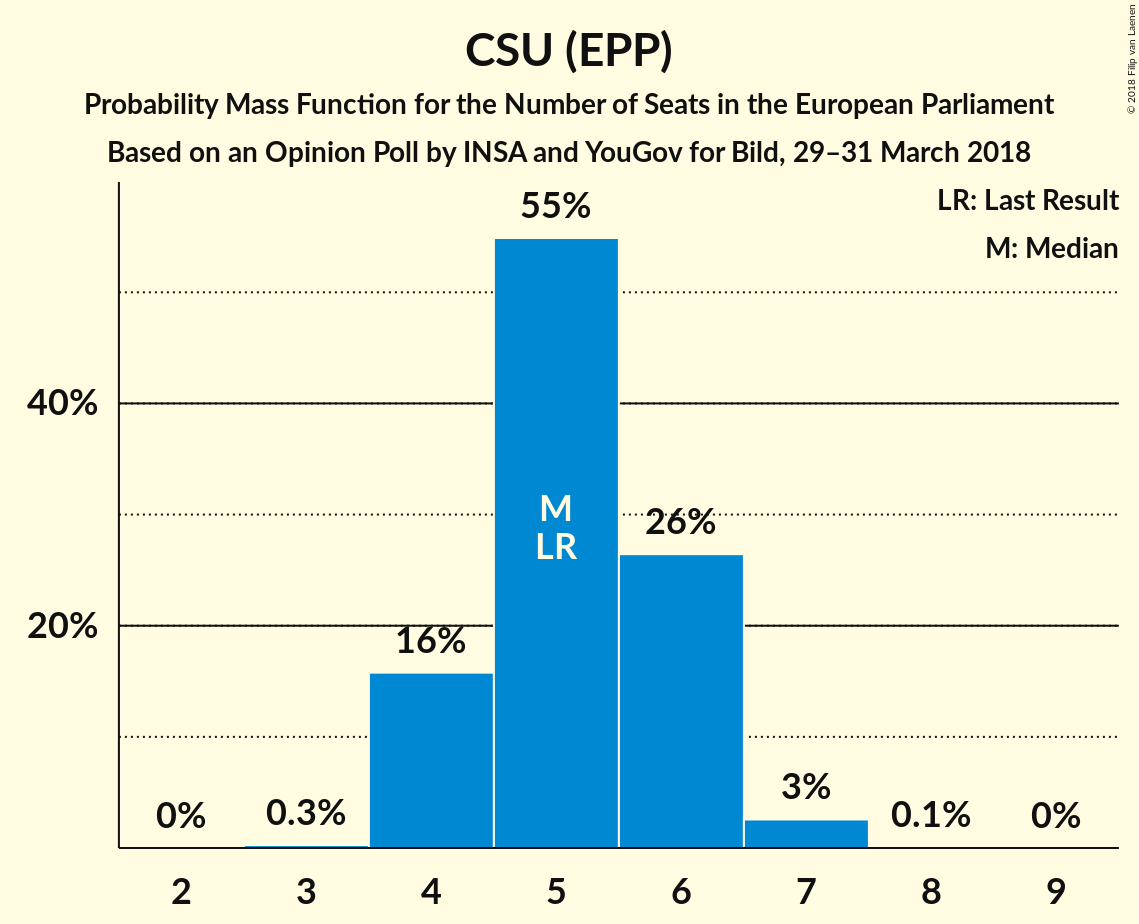 CSU (EPP)
Probability Mass Function for the Number of Seats in the European Parliament
Based on an Opinion Poll by INSA and YouGov for Bild, 29–31 March 2018
© 2018 Filip van Laenen
LR: Last Result
M: Median
55%
40%
M
LR
26%
20%
16%
3%
0%
0.3%
0.1%
0%
2 3 4 5 6 7 8 9